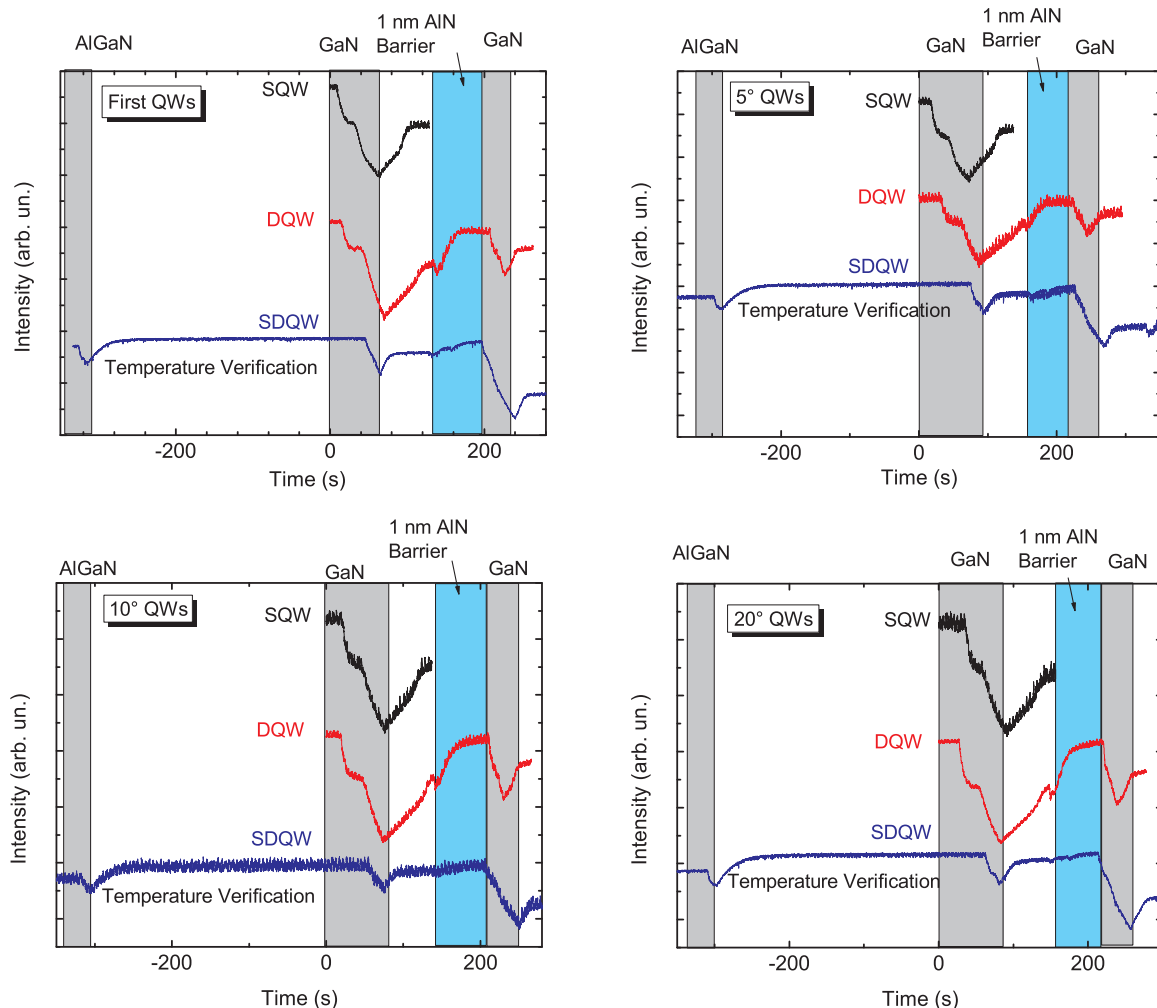 1 nm AlN
Barrier
AlGaN
GaN
GaN
First QWs
SQW
DQW
SDQW
Temperature Verification
Intensity (arb. un.)
-200
0
200
Time (s)
1 nm AlN
Barrier
AlGaN
GaN
GaN
5° QWs
SQW
DQW
SDQW
Temperature Verification
Intensity (arb. un.)
-200
0
200
Time (s)
1 nm AlN
Barrier
AlGaN
GaN
GaN
10° QWs
SQW
DQW
SDQW
Temperature Verification
Intensity (arb. un.)
-200
0
200
Time (s)
1 nm AlN
Barrier
AlGaN
GaN
GaN
20° QWs
SQW
DQW
SDQW
Temperature Verification
Intensity (arb. un.)
-200
0
200
Time (s)